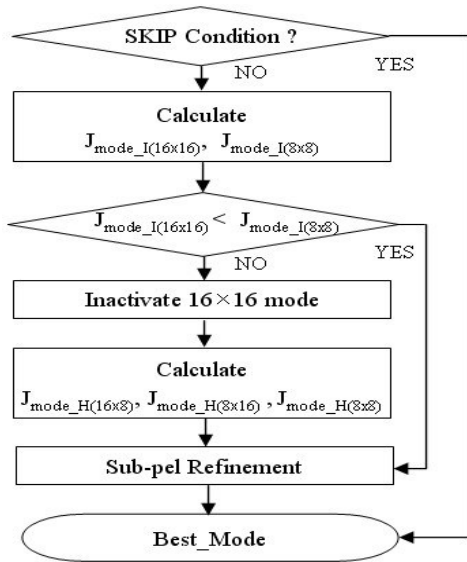 SKIP Condition ?
NO
YES
Calculate
J_mode_I(16x16), J_mode_I(8x8)
J_mode_I(16x16) < J_mode_I(8x8)
NO
YES
Inactivate 16×16 mode
Calculate
J_mode_H(16x8), J_mode_H(8x16) , J_mode_H(8x8)
Sub-pel Refinement
Best_Mode